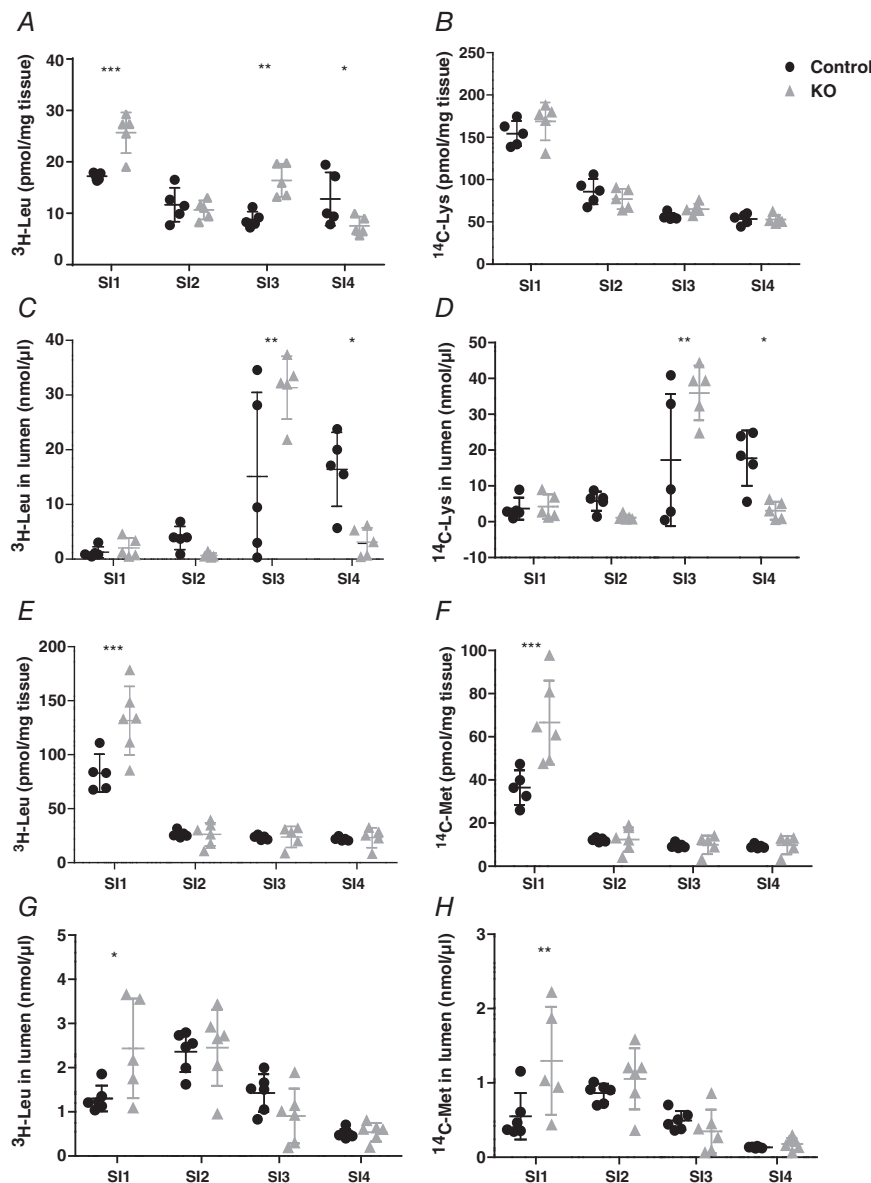 A
B
³H-Leu (pmol/mg tissue)
40
30
20
10
0
***
**
*
SI1 SI2 SI3 SI4
¹⁴C-Lys (pmol/mg tissue)
250
200
150
100
50
0
SI1 SI2 SI3 SI4
Control
KO
C
D
³H-Leu in lumen (nmol/µl)
40
30
20
10
0
**
*
SI1 SI2 SI3 SI4
¹⁴C-Lys in lumen (nmol/µl)
50
40
30
20
10
0
-10
**
*
SI1 SI2 SI3 SI4
E
F
³H-Leu (pmol/mg tissue)
200
150
100
50
0
***
SI1 SI2 SI3 SI4
¹⁴C-Met (pmol/mg tissue)
100
80
60
40
20
0
***
SI1 SI2 SI3 SI4
G
H
³H-Leu in lumen (nmol/µl)
5
4
3
2
1
0
*
SI1 SI2 SI3 SI4
¹⁴C-Met in lumen (nmol/µl)
3
2
1
0
**
SI1 SI2 SI3 SI4